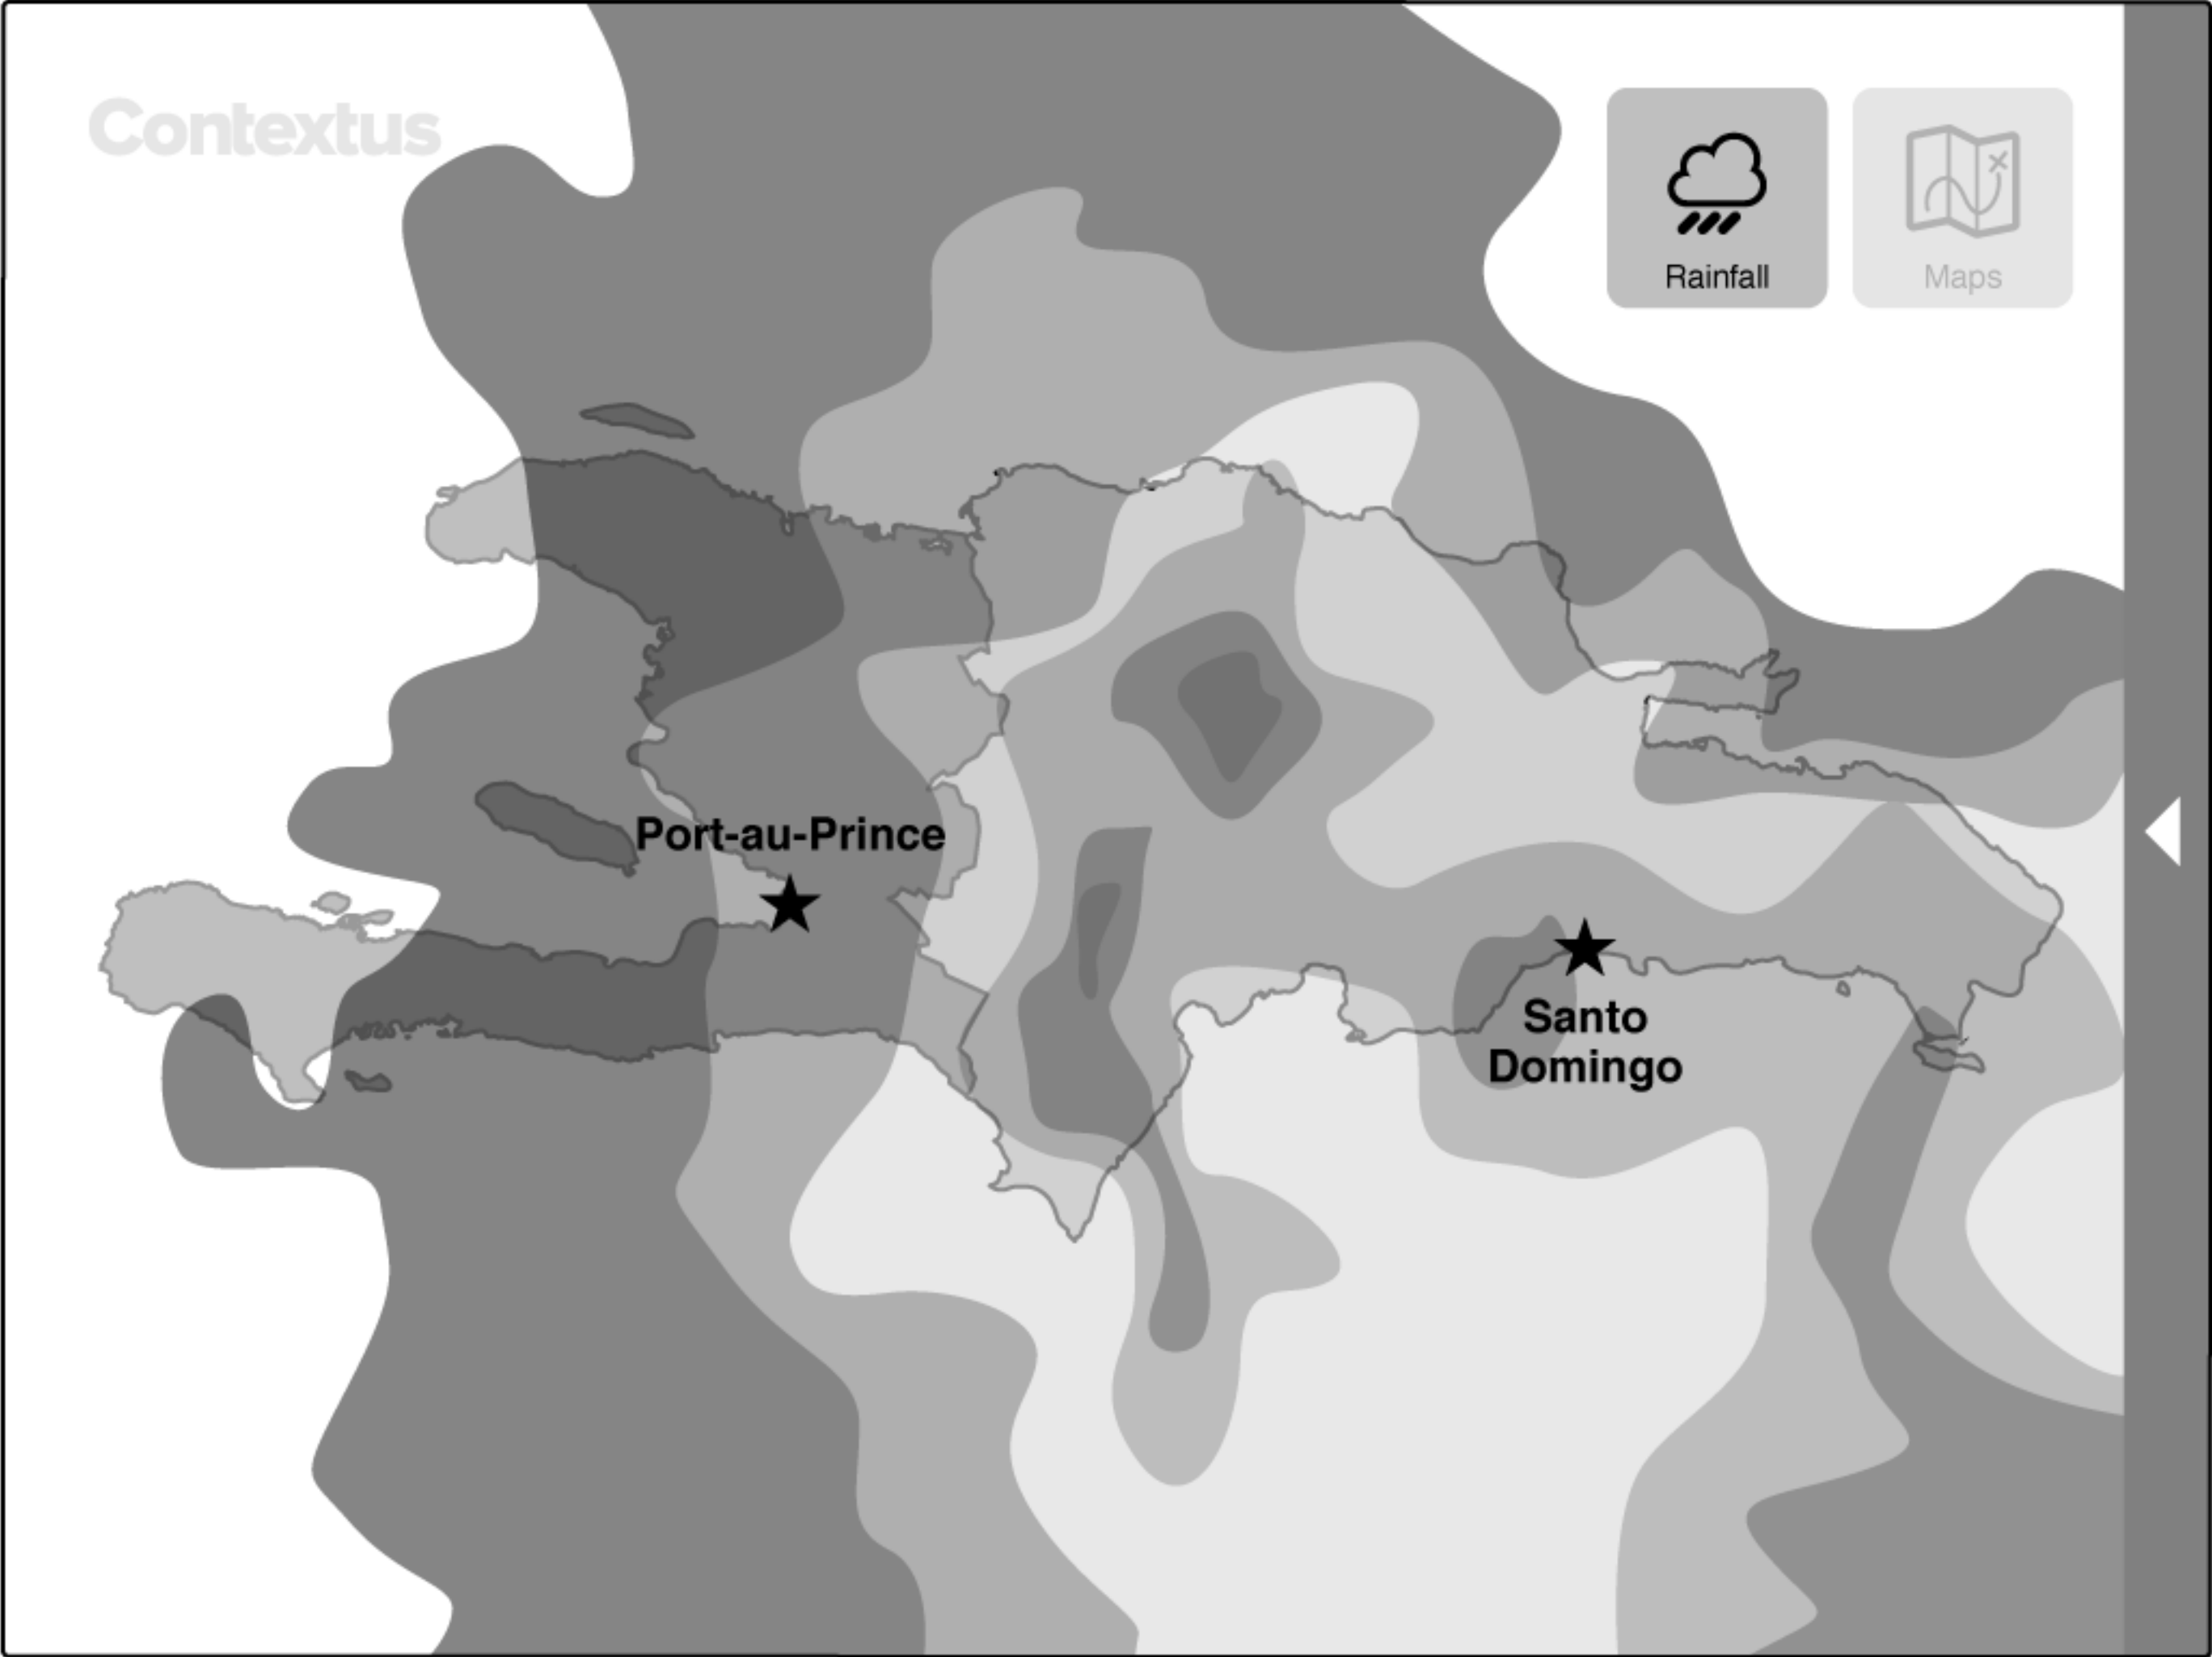 Contextus
Rainfall
Maps
Port-au-Prince
Santo
Domingo